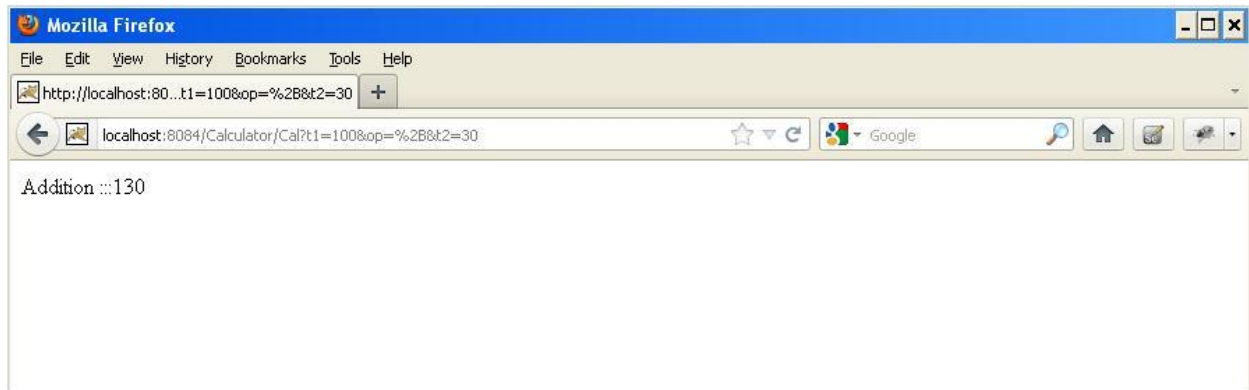 Mozilla Firefox
File Edit View History Bookmarks Tools Help
http://localhost:80...t1=100&op=%2B&t2=30
localhost:8084/Calculator/Cal?t1=100&op=%2B&t2=30 Google
Addition :::130